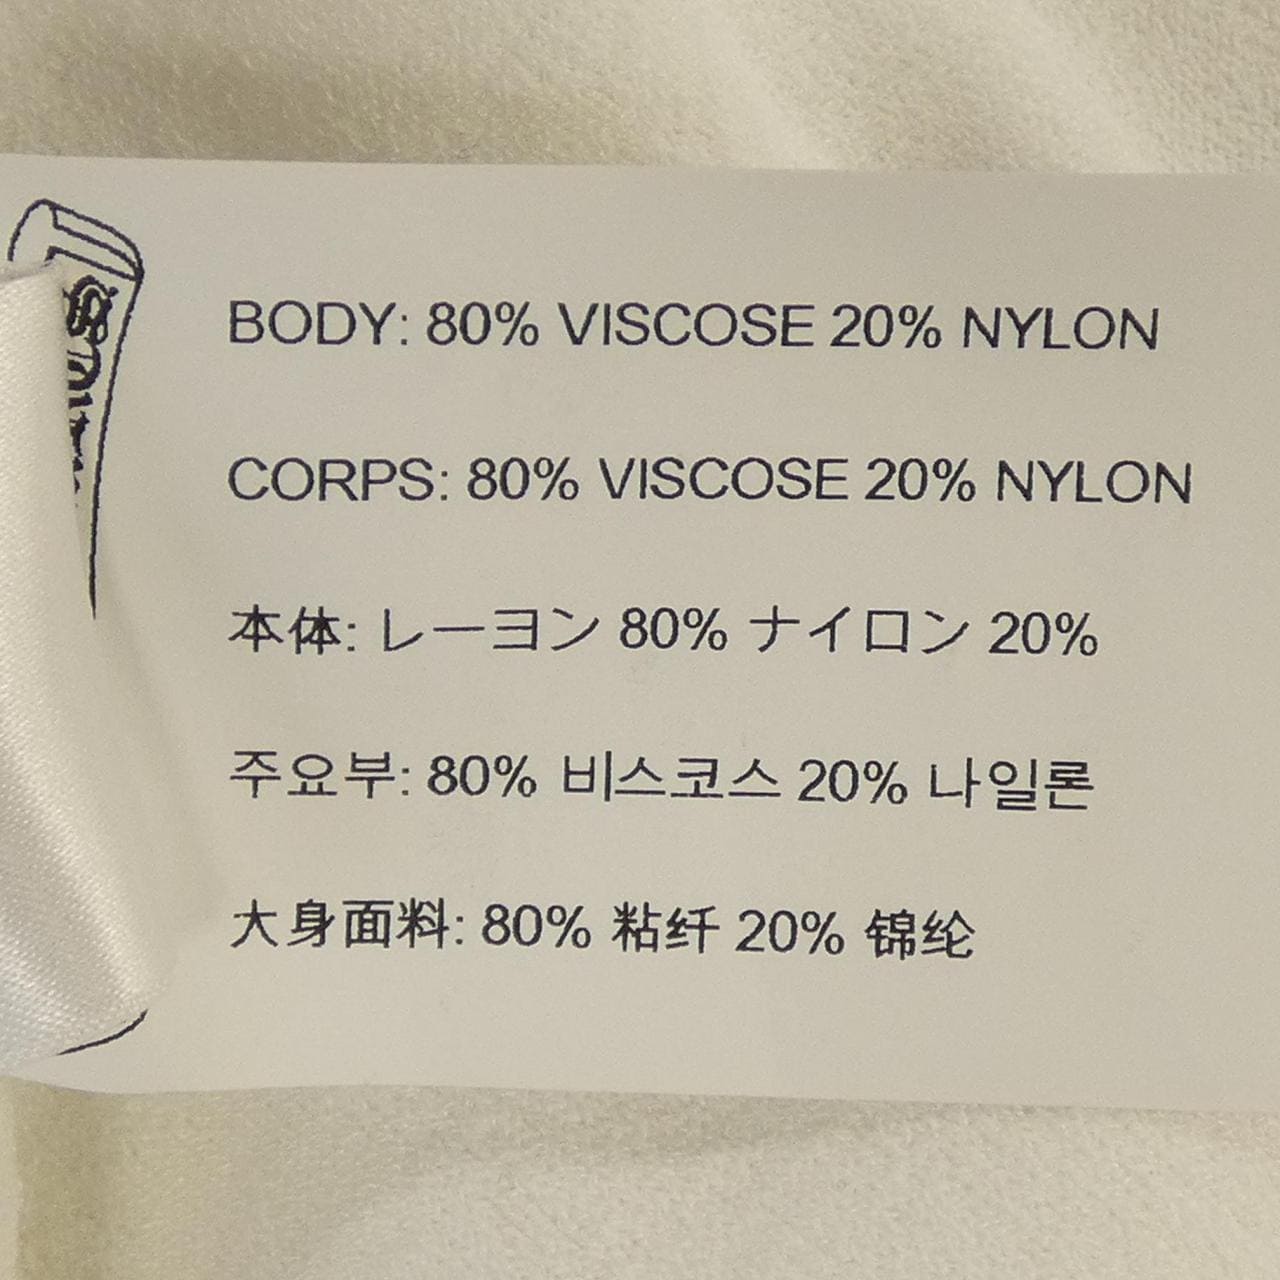 BODY: 80% VISCOSE 20% NYLON
CORPS: 80% VISCOSE 20% NYLON
本体: レーヨン 80% ナイロン 20%
주요부: 80% 비스코스 20% 나일론
大身面料: 80% 粘纤 20% 锦纶